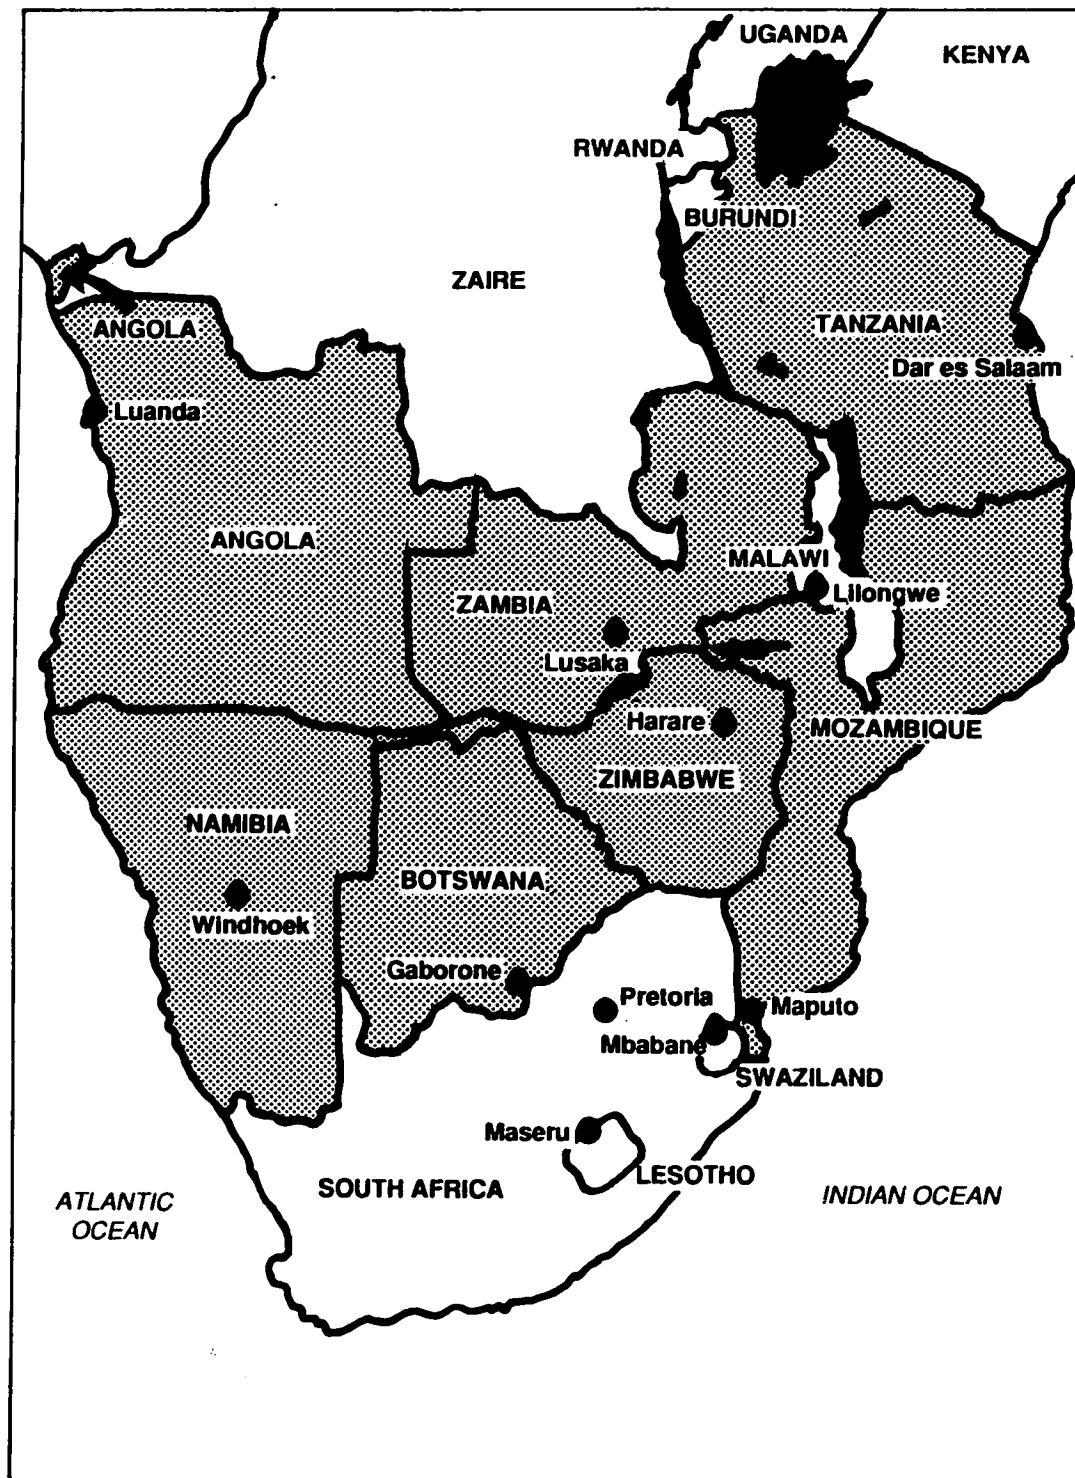 UGANDA
KENYA
RWANDA
BURUNDI
ZAIRE
ANGOLA
TANZANIA
Dar es Salaam
Luanda
ANGOLA
MALAWI
Lilongwe
ZAMBIA
Lusaka
Harare
MOZAMBIQUE
ZIMBABWE
NAMIBIA
BOTSWANA
Windhoek
Gaborone
Pretoria
Maputo
Mbabane
SWAZILAND
Maseru
LESOTHO
SOUTH AFRICA
ATLANTIC
OCEAN
INDIAN OCEAN